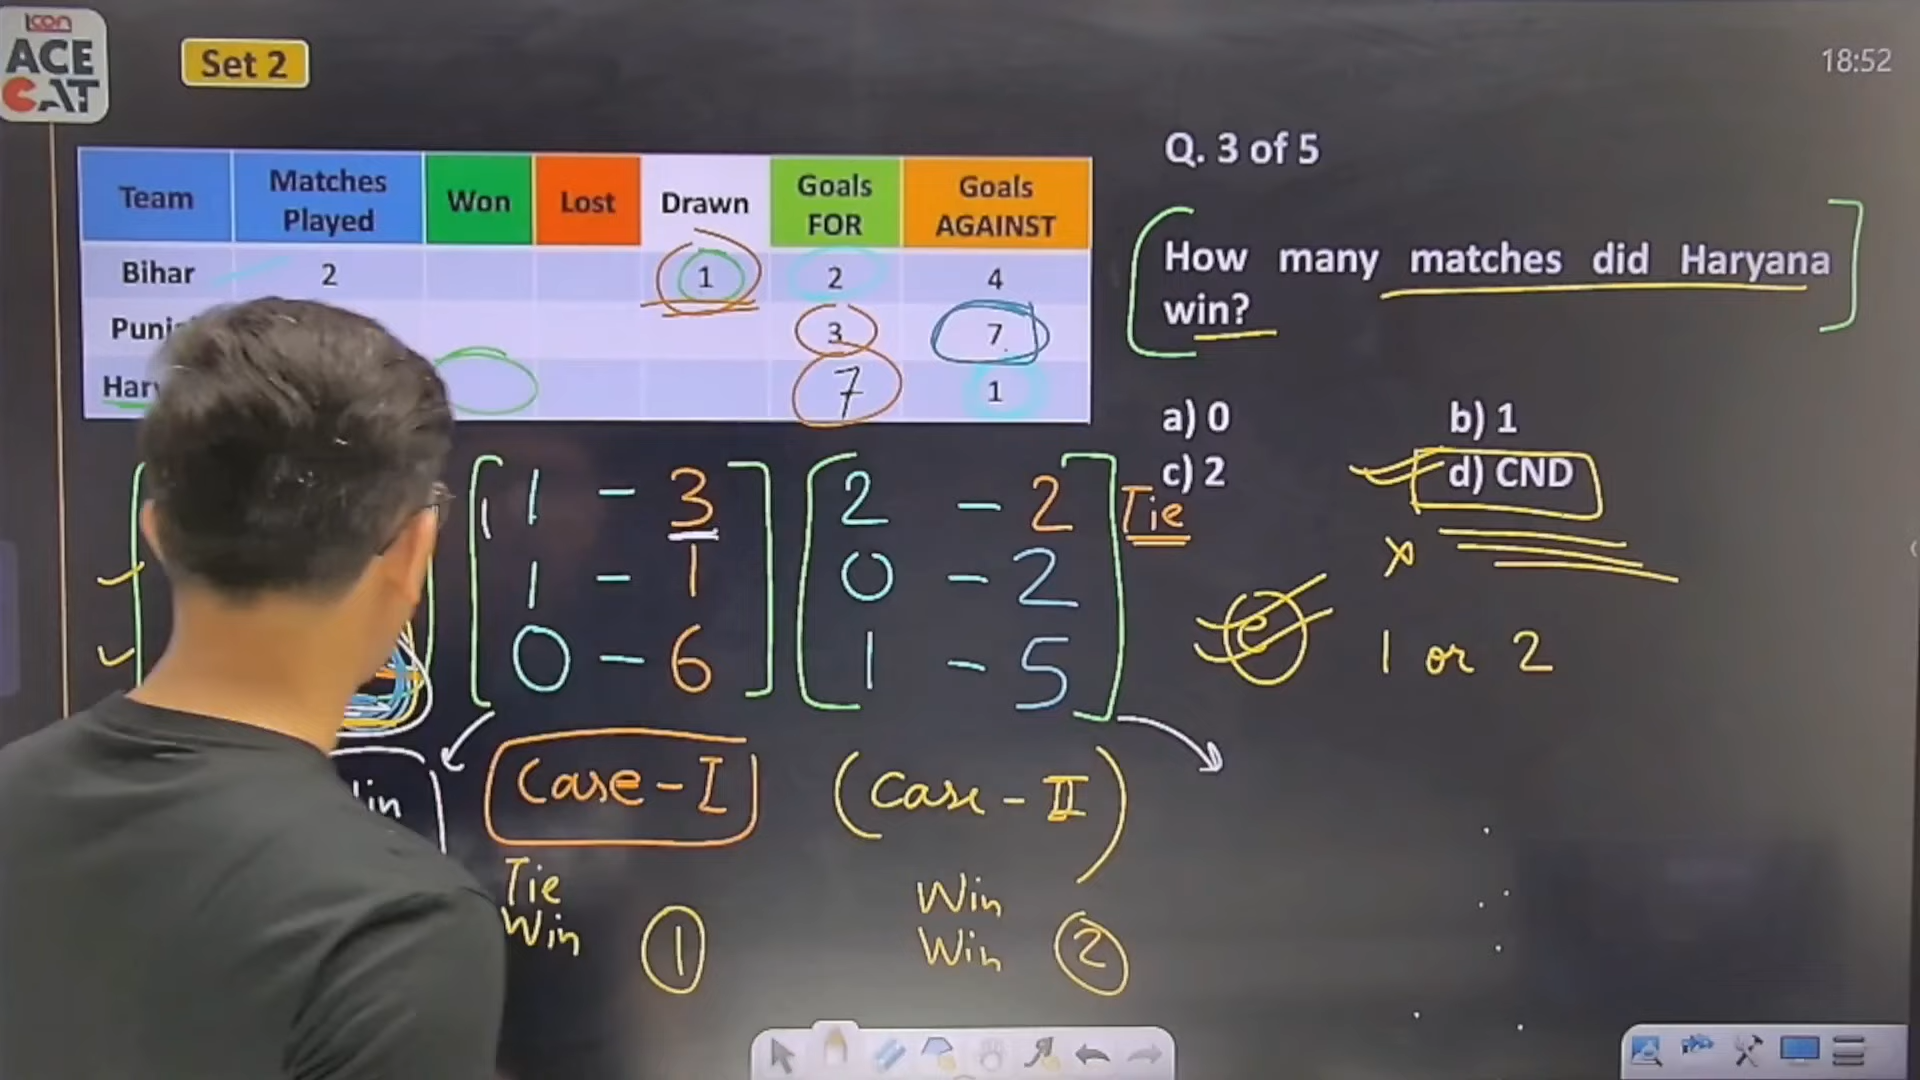 icon
ACE
CAT
Set 2
18:52
Team Matches Played Won Lost Drawn Goals FOR Goals AGAINST
Bihar 2 1 2 4
3 7
7 1
Q. 3 of 5
How many matches did Haryana
win?
a) 0 b) 1
c) 2 d) CND
1 - 3 2 - 2 Tie
1 - 1 0 - 2
0 - 6 1 - 5
e 1 or 2
Case - I (Case - II)
Tie Win
Win 1 Win 2